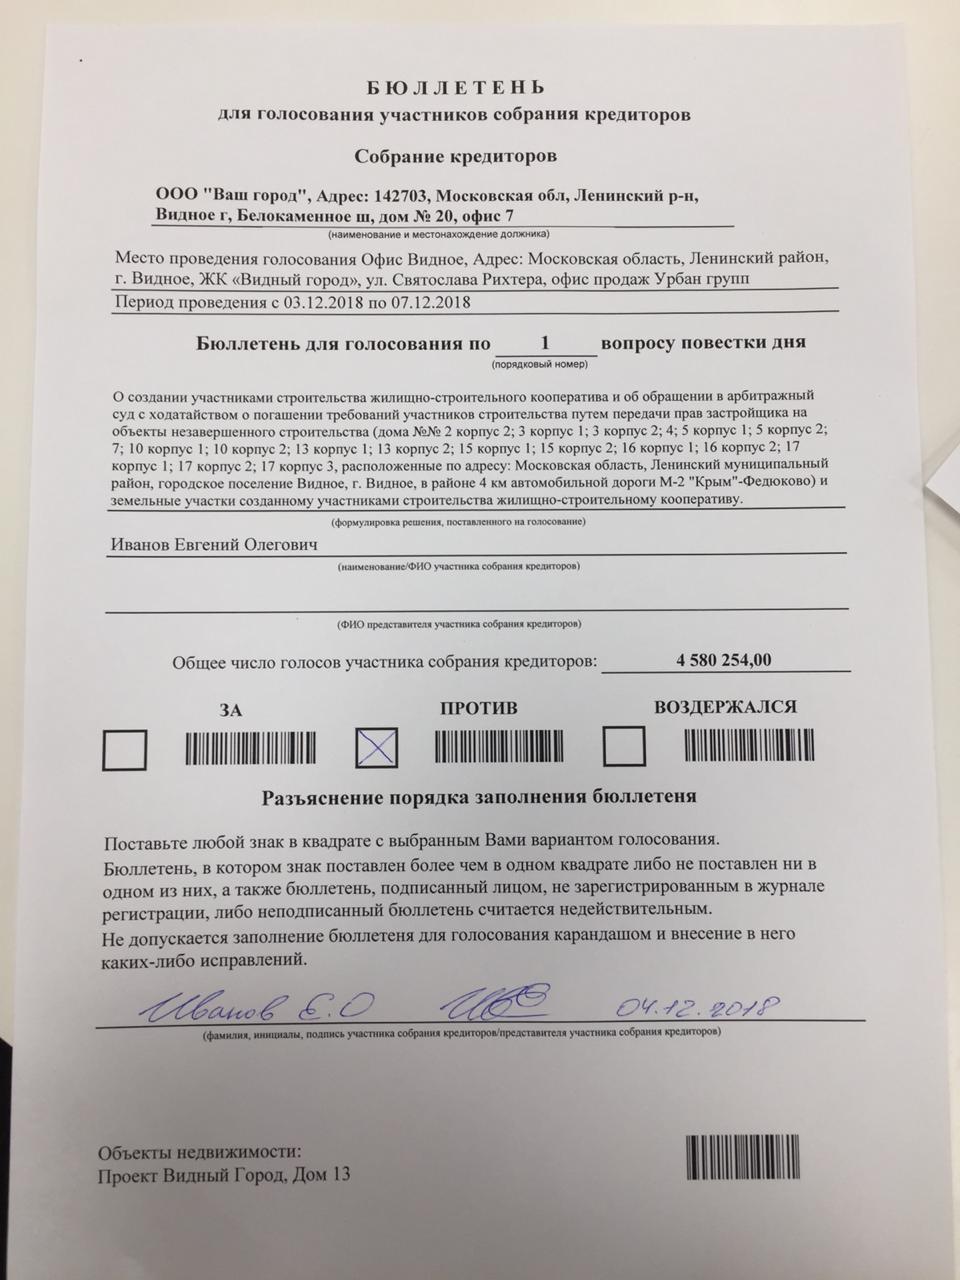 БЮЛЛЕТЕНЬ
для голосования участников собрания кредиторов
Собрание кредиторов
ООО "Ваш город", Адрес: 142703, Московская обл, Ленинский р-н,
Видное г, Белокаменное ш, дом № 20, офис 7
(наименование и местонахождение должника)
Место проведения голосования Офис Видное, Адрес: Московская область, Ленинский район,
г. Видное, ЖК «Видный город», ул. Святослава Рихтера, офис продаж Урбан групп
Период проведения с 03.12.2018 по 07.12.2018
Бюллетень для голосования по 1 вопросу повестки дня
(порядковый номер)
О создании участниками строительства жилищно-строительного кооператива и об обращении в арбитражный
суд с ходатайством о погашении требований участников строительства путем передачи прав застройщика на
объекты незавершенного строительства (дома №№ 2 корпус 2; 3 корпус 1; 3 корпус 2; 4; 5 корпус 1; 5 корпус 2;
7; 10 корпус 1; 10 корпус 2; 13 корпус 1; 13 корпус 2; 15 корпус 1; 15 корпус 2; 16 корпус 1; 16 корпус 2; 17
корпус 1; 17 корпус 2; 17 корпус 3, расположенные по адресу: Московская область, Ленинский муниципальный
район, городское поселение Видное, г. Видное, в районе 4 км автомобильной дороги М-2 "Крым"-Федюково) и
земельные участки созданному участниками строительства жилищно-строительному кооперативу.
(формулировка решения, поставленного на голосование)
Иванов Евгений Олегович
(наименование/ФИО участника собрания кредиторов)
(ФИО представителя участника собрания кредиторов)
Общее число голосов участника собрания кредиторов: 4 580 254,00
ЗА ПРОТИВ ВОЗДЕРЖАЛСЯ
Разъяснение порядка заполнения бюллетеня
Поставьте любой знак в квадрате с выбранным Вами вариантом голосования.
Бюллетень, в котором знак поставлен более чем в одном квадрате либо не поставлен ни в
одном из них, а также бюллетень, подписанный лицом, не зарегистрированным в журнале
регистрации, либо неподписанный бюллетень считается недействительным.
Не допускается заполнение бюллетеня для голосования карандашом и внесение в него
каких-либо исправлений.
Иванов Е.О 04.12.2018
(фамилия, инициалы, подпись участника собрания кредиторов/представителя участника собрания кредиторов)
Объекты недвижимости:
Проект Видный Город, Дом 13